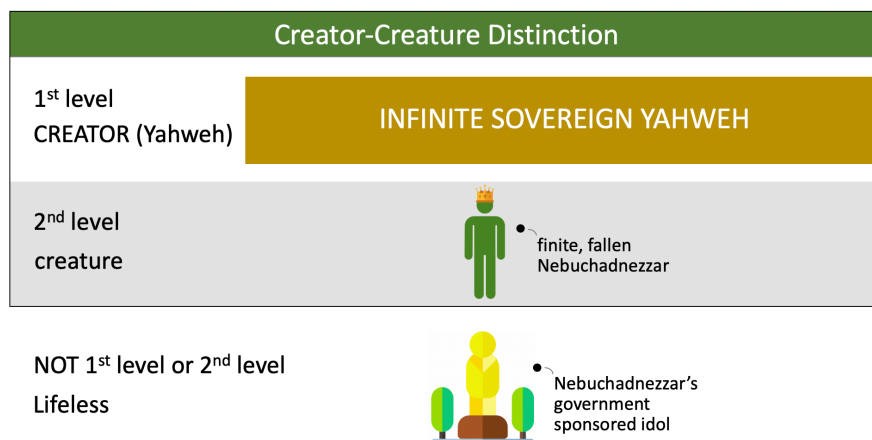 Creator-Creature Distinction
1st level
CREATOR (Yahweh)
INFINITE SOVEREIGN YAHWEH
2nd level
creature
finite, fallen
Nebuchadnezzar
NOT 1st level or 2nd level
Lifeless
Nebuchadnezzar’s
government
sponsored idol